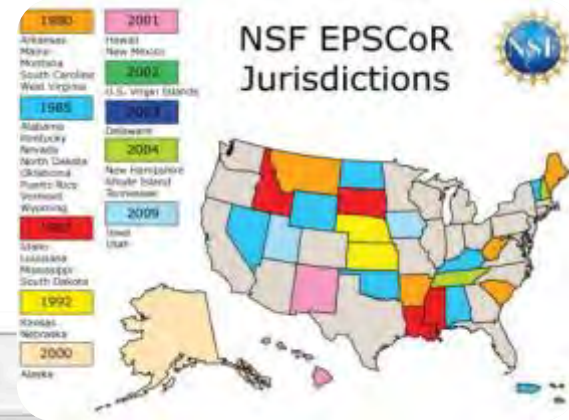 NSF EPSCoR
Jurisdictions
NSF
1980
Arkansas
Maine
Montana
South Carolina
West Virginia
1985
Alabama
Kentucky
Nevada
North Dakota
Oklahoma
Puerto Rico
Vermont
Wyoming
1987
Idaho
Louisiana
Mississippi
South Dakota
1992
Kansas
Nebraska
2000
Alaska
2001
Hawaii
New Mexico
2002
U.S. Virgin Islands
2003
Delaware
2004
New Hampshire
Rhode Island
Tennessee
2009
Iowa
Utah